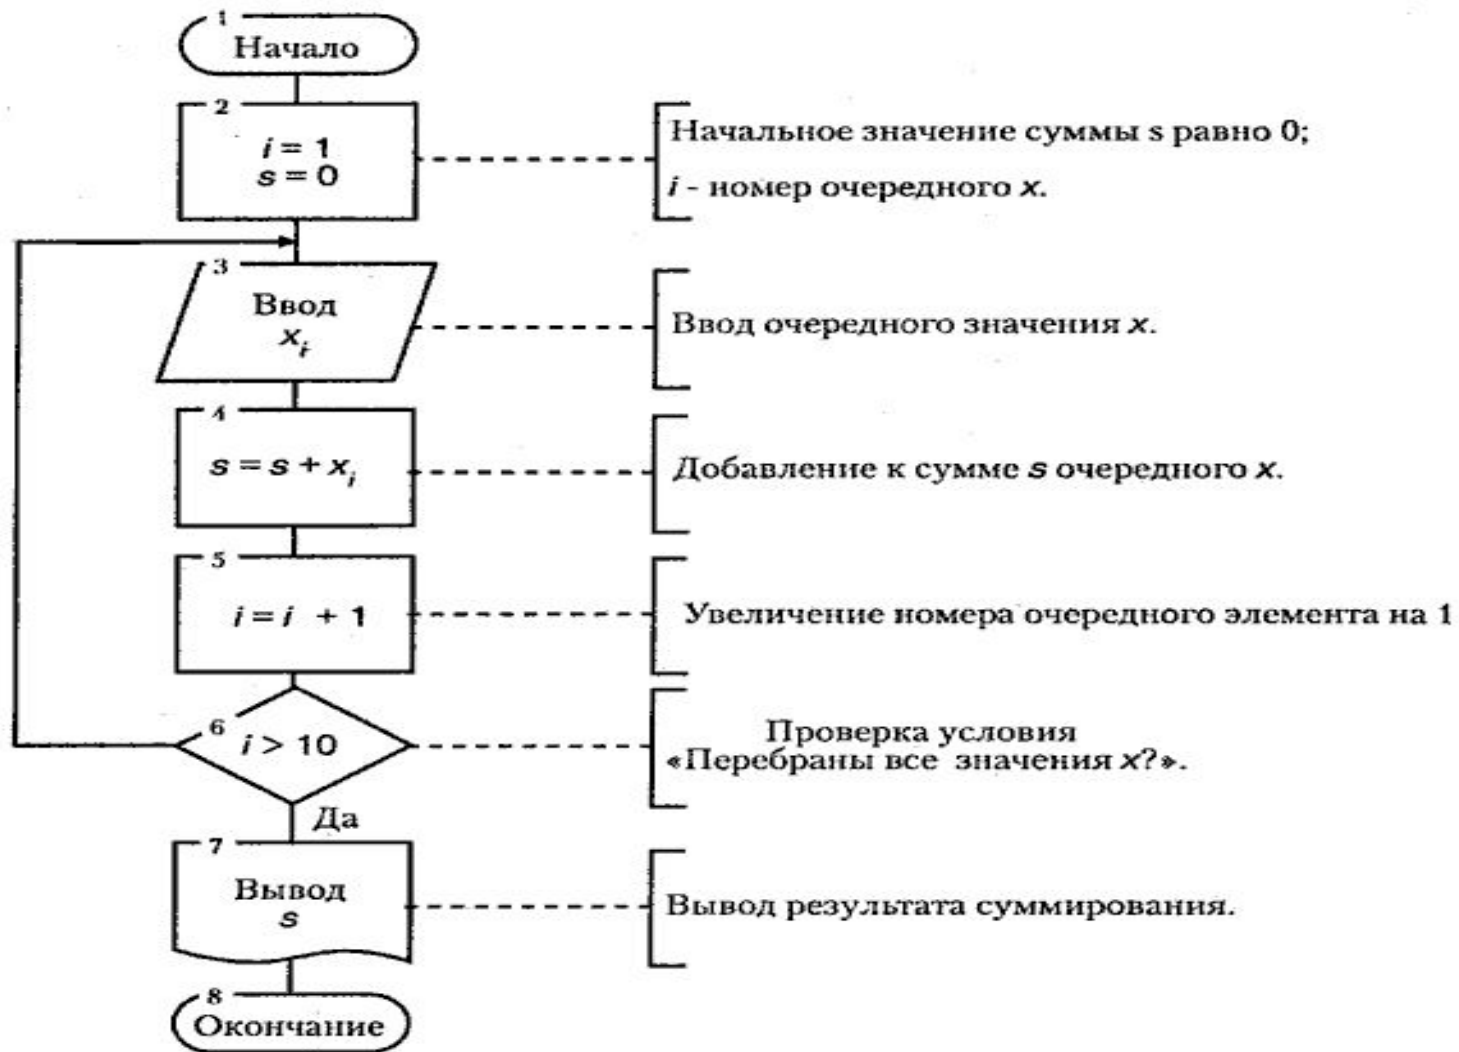 1
Начало
2
i = 1
s = 0
Начальное значение суммы s равно 0;
i - номер очередного x.
3
Ввод
xi
Ввод очередного значения x.
4
s = s + xi
Добавление к сумме s очередного x.
5
i = i + 1
Увеличение номера очередного элемента на 1
6
i > 10
Проверка условия
«Перебраны все значения x?».
Да
7
Вывод
s
Вывод результата суммирования.
8
Окончание